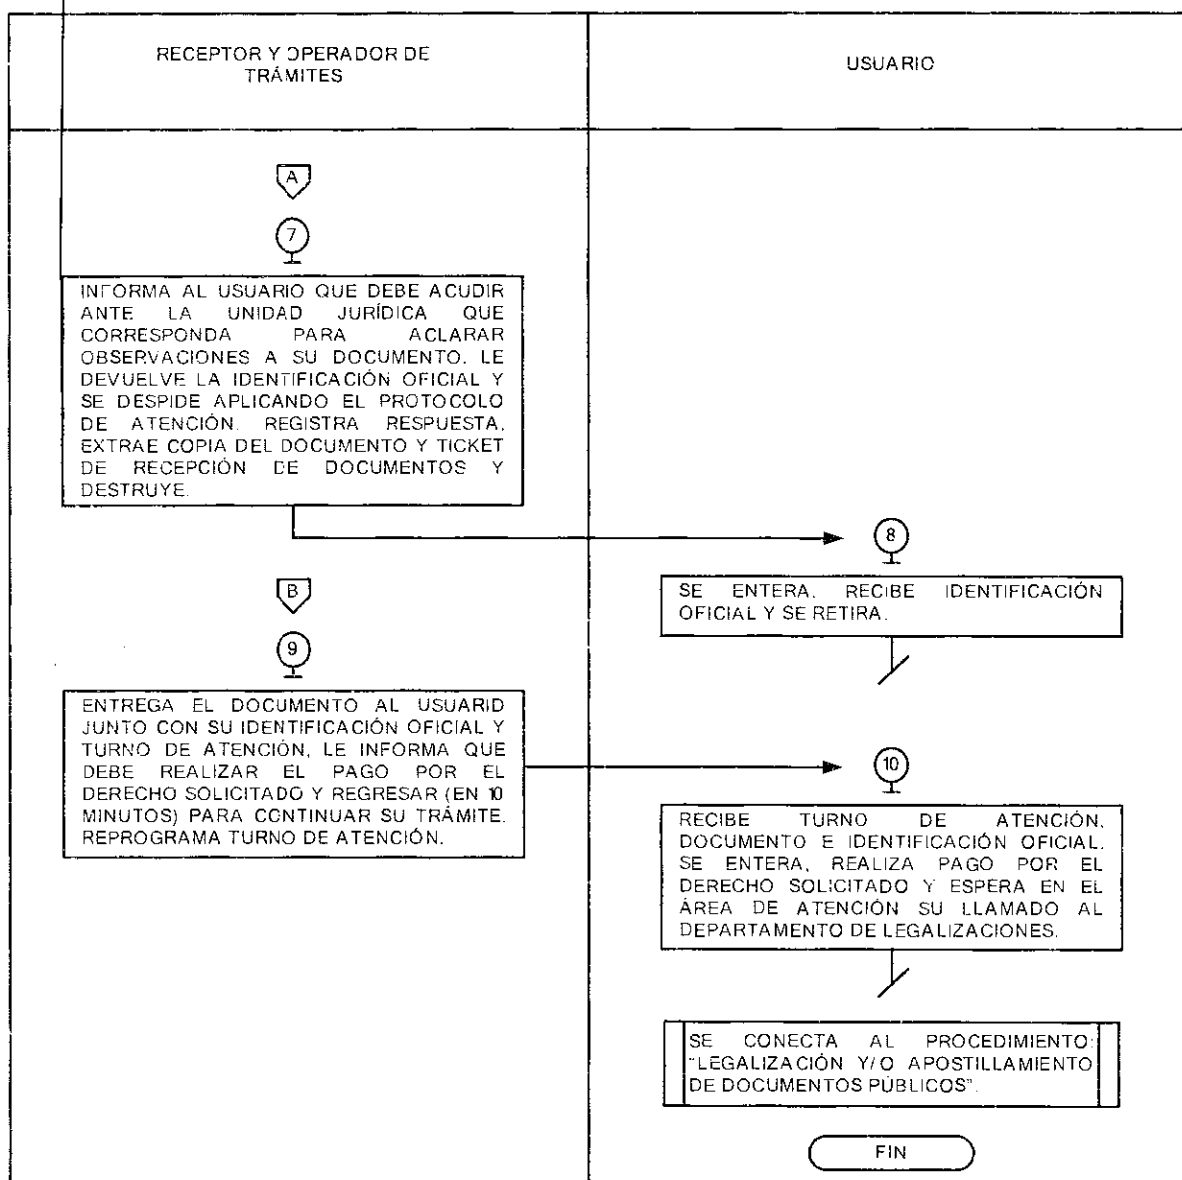 RECEPTOR Y OPERADOR DE
TRÁMITES
USUARIO
A
7
INFORMA AL USUARIO QUE DEBE ACUDIR
ANTE LA UNIDAD JURÍDICA QUE
CORRESPONDA PARA ACLARAR
OBSERVACIONES A SU DOCUMENTO. LE
DEVUELVE LA IDENTIFICACIÓN OFICIAL Y
SE DESPIDE APLICANDO EL PROTOCOLO
DE ATENCIÓN. REGISTRA RESPUESTA,
EXTRAE COPIA DEL DOCUMENTO Y TICKET
DE RECEPCIÓN DE DOCUMENTOS Y
DESTRUYE.
8
SE ENTERA, RECIBE IDENTIFICACIÓN
OFICIAL Y SE RETIRA.
B
9
ENTREGA EL DOCUMENTO AL USUARIO
JUNTO CON SU IDENTIFICACIÓN OFICIAL Y
TURNO DE ATENCIÓN, LE INFORMA QUE
DEBE REALIZAR EL PAGO POR EL
DERECHO SOLICITADO Y REGRESAR (EN 10
MINUTOS) PARA CONTINUAR SU TRÁMITE.
REPROGRAMA TURNO DE ATENCIÓN.
10
RECIBE TURNO DE ATENCIÓN,
DOCUMENTO E IDENTIFICACIÓN OFICIAL.
SE ENTERA, REALIZA PAGO POR EL
DERECHO SOLICITADO Y ESPERA EN EL
ÁREA DE ATENCIÓN SU LLAMADO AL
DEPARTAMENTO DE LEGALIZACIONES.
SE CONECTA AL PROCEDIMIENTO:
"LEGALIZACIÓN Y/O APOSTILLAMIENTO
DE DOCUMENTOS PÚBLICOS".
FIN